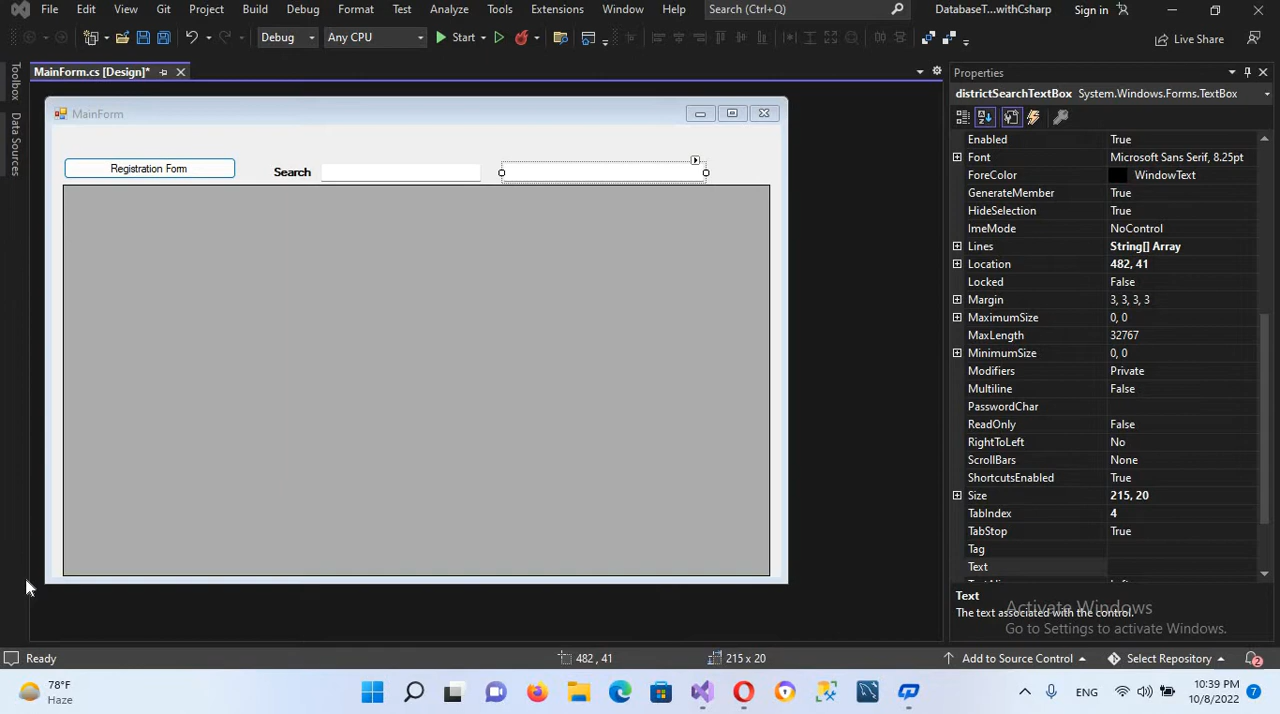 File Edit View Git Project Build Debug Format Test Analyze Tools Extensions Window Help Search (Ctrl+Q) DatabaseT...withCsharp Sign in
Debug Any CPU Start Live Share
MainForm.cs [Design]*
Toolbox
Data Sources
MainForm
Registration Form Search
Properties
districtSearchTextBox System.Windows.Forms.TextBox
Enabled True
Font Microsoft Sans Serif, 8.25pt
ForeColor WindowText
GenerateMember True
HideSelection True
ImeMode NoControl
Lines String[] Array
Location 482, 41
Locked False
Margin 3, 3, 3, 3
MaximumSize 0, 0
MaxLength 32767
MinimumSize 0, 0
Modifiers Private
Multiline False
PasswordChar
ReadOnly False
RightToLeft No
ScrollBars None
ShortcutsEnabled True
Size 215, 20
TabIndex 4
TabStop True
Tag
Text
Text
The text associated with the control.
Activate Windows
Go to Settings to activate Windows.
Ready 482 , 41 215 x 20 Add to Source Control Select Repository 2
78°F
Haze
ENG
10:39 PM
10/8/2022
7